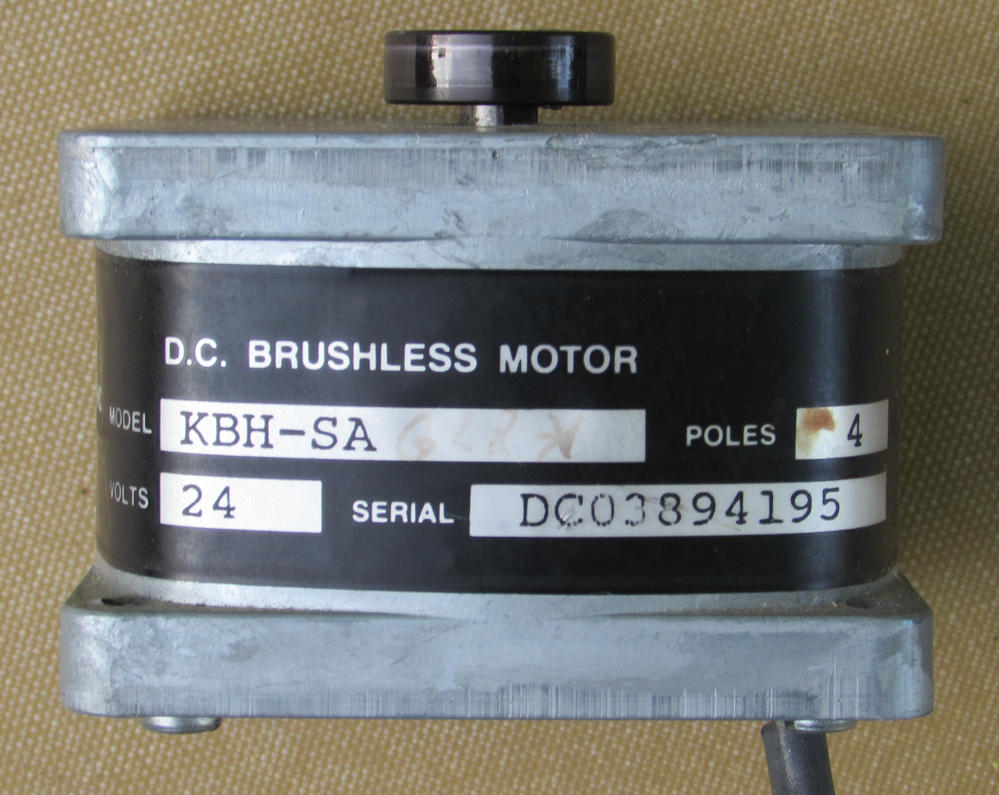 D.C. BRUSHLESS MOTOR
MODEL KBH-SA POLES 4
VOLTS 24 SERIAL DC03894195